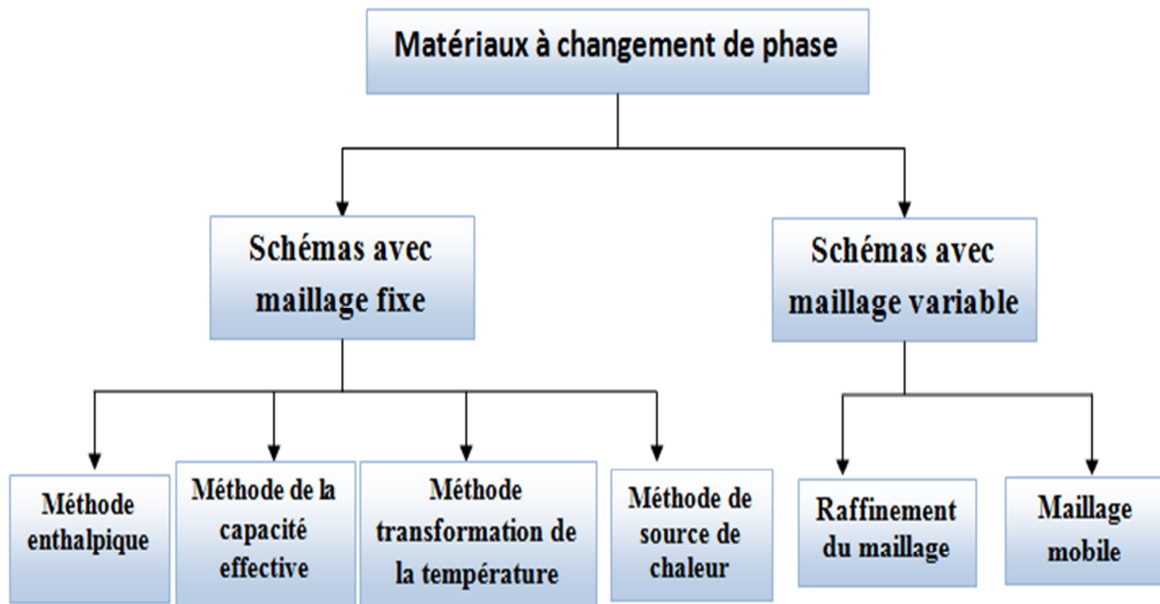 Matériaux à changement de phase
Schémas avec
maillage fixe
Schémas avec
maillage variable
Méthode
enthalpique
Méthode de la
capacité
effective
Méthode
transformation de
la température
Méthode de
source de
chaleur
Raffinement
du maillage
Maillage
mobile